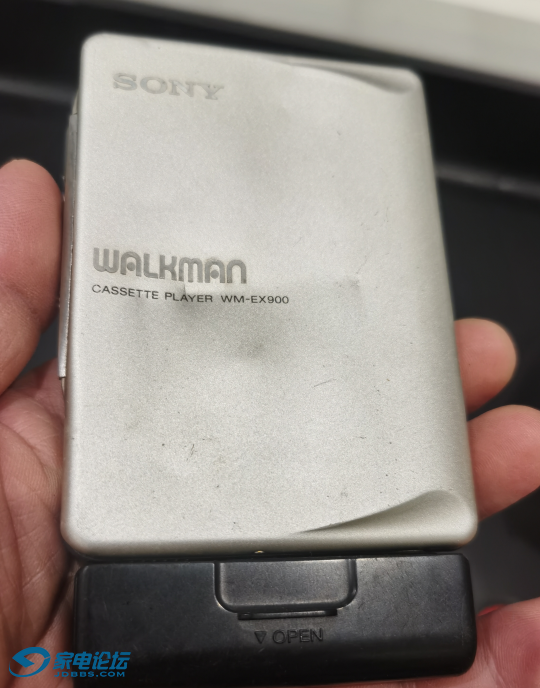 SONY
WALKMAN
CASSETTE PLAYER WM-EX900
▽ OPEN
家电论坛
JDBBS.COM